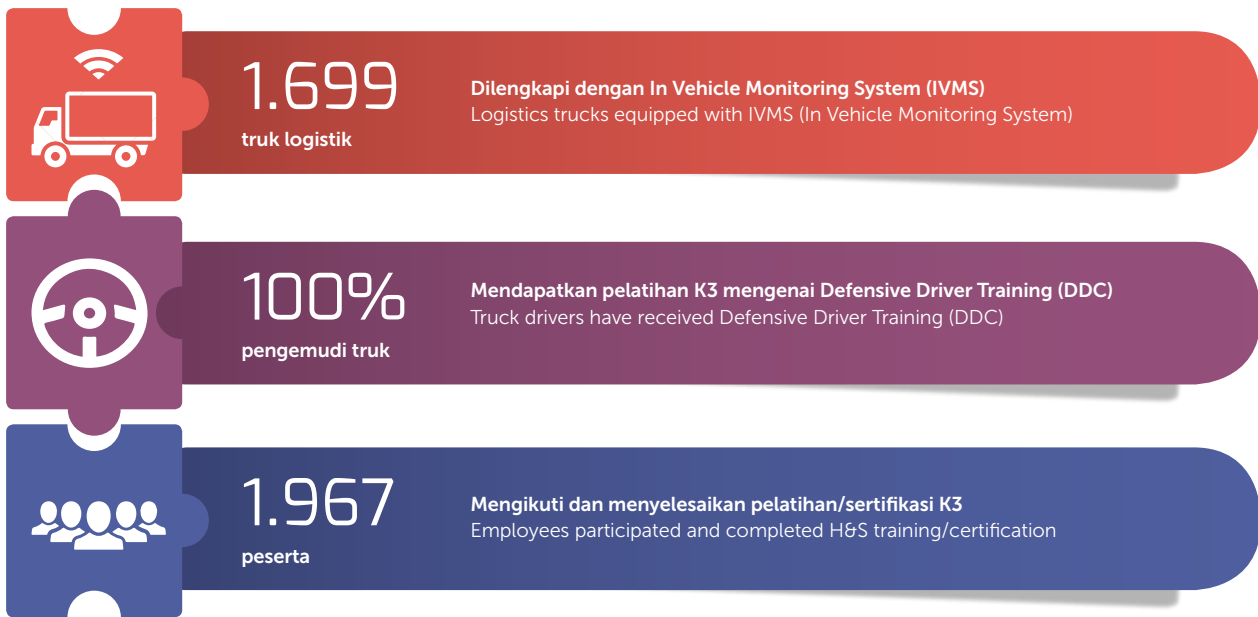 1.699
truk logistik
Dilengkapi dengan In Vehicle Monitoring System (IVMS)
Logistics trucks equipped with IVMS (In Vehicle Monitoring System)
100%
pengemudi truk
Mendapatkan pelatihan K3 mengenai Defensive Driver Training (DDC)
Truck drivers have received Defensive Driver Training (DDC)
1.967
peserta
Mengikuti dan menyelesaikan pelatihan/sertifikasi K3
Employees participated and completed H&S training/certification